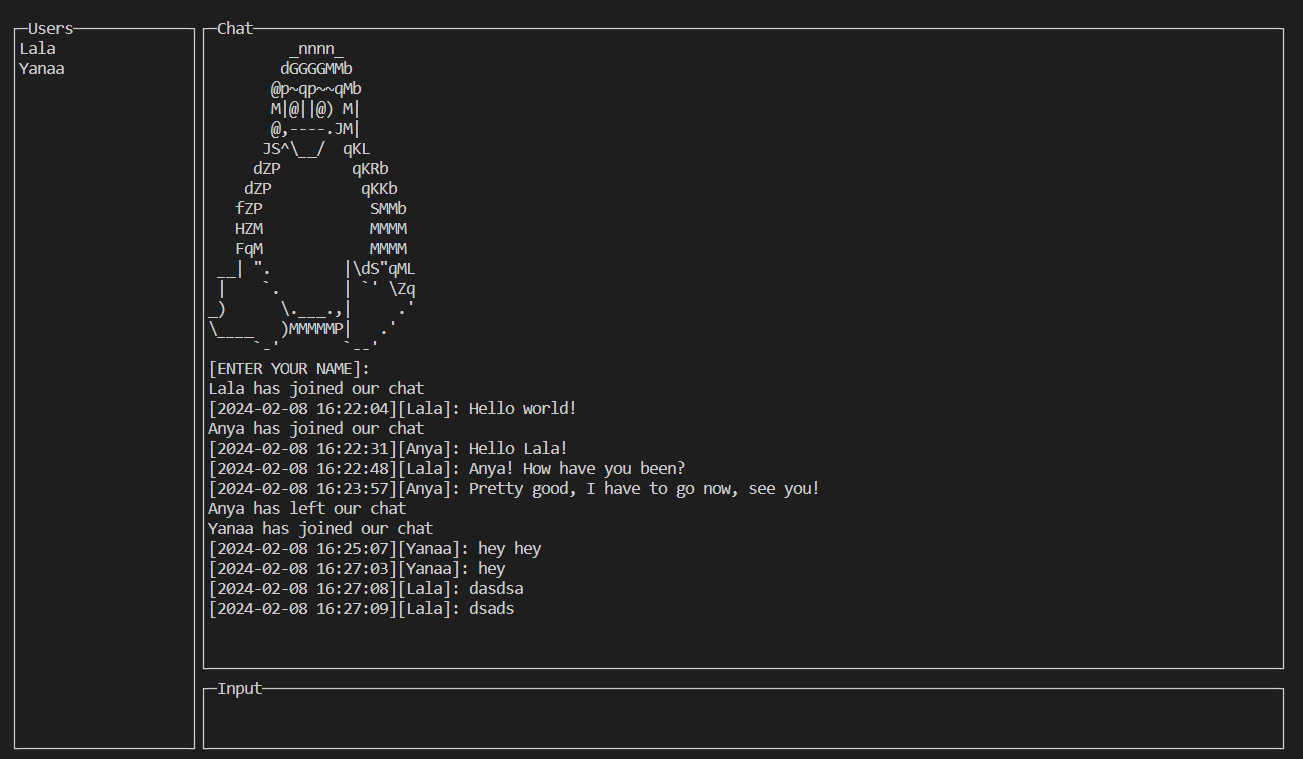 Users
Lala
Yanaa
Chat
         _nnnn_
        dGGGGMMb
       @p~qp~~qMb
       M|@||@) M|
       @,----.JM|
      JS^\__/  qKL
     dZP        qKRb
    dZP          qKKb
   fZP            SMMb
   HZM            MMMM
   FqM            MMMM
 __| ".        |\dS"qML
 |    `.       | `' \Zq
_)      \.___.,|     .'
\____   )MMMMMP|   .'
     `-'       `--'
[ENTER YOUR NAME]:
Lala has joined our chat
[2024-02-08 16:22:04][Lala]: Hello world!
Anya has joined our chat
[2024-02-08 16:22:31][Anya]: Hello Lala!
[2024-02-08 16:22:48][Lala]: Anya! How have you been?
[2024-02-08 16:23:57][Anya]: Pretty good, I have to go now, see you!
Anya has left our chat
Yanaa has joined our chat
[2024-02-08 16:25:07][Yanaa]: hey hey
[2024-02-08 16:27:03][Yanaa]: hey
[2024-02-08 16:27:08][Lala]: dasdsa
[2024-02-08 16:27:09][Lala]: dsads
Input